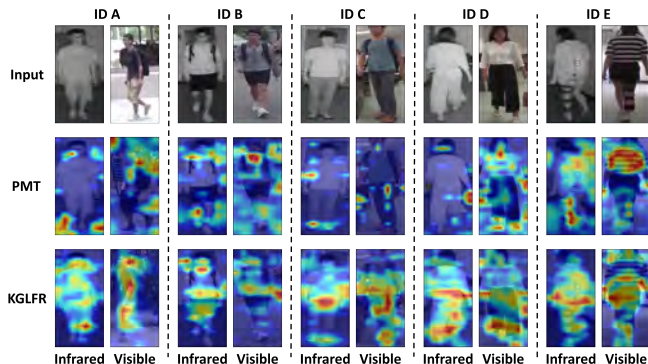 ID A ID B ID C ID D ID E
Input
PMT
KGLFR
Infrared Visible Infrared Visible Infrared Visible Infrared Visible Infrared Visible